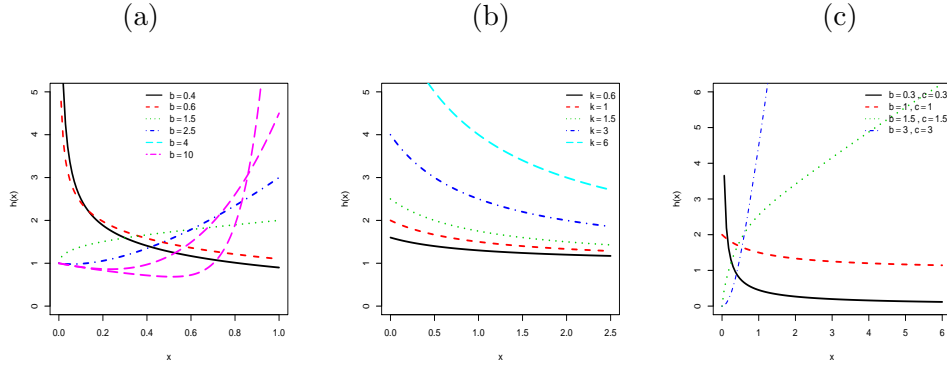 (a)
h(x)
5
4
3
2
1
0
b = 0.4
b = 0.6
b = 1.5
b = 2.5
b = 4
b = 10
0.0 0.2 0.4 0.6 0.8 1.0
x
(b)
h(x)
5
4
3
2
1
0
k = 0.6
k = 1
k = 1.5
k = 3
k = 6
0.0 0.5 1.0 1.5 2.0 2.5
x
(c)
h(x)
5
4
3
2
1
0
b = 0.3 , c = 0.3
b = 1 , c = 1
b = 1.5 , c = 1.5
b = 3 , c = 3
0 1 2 3 4 5 6
x